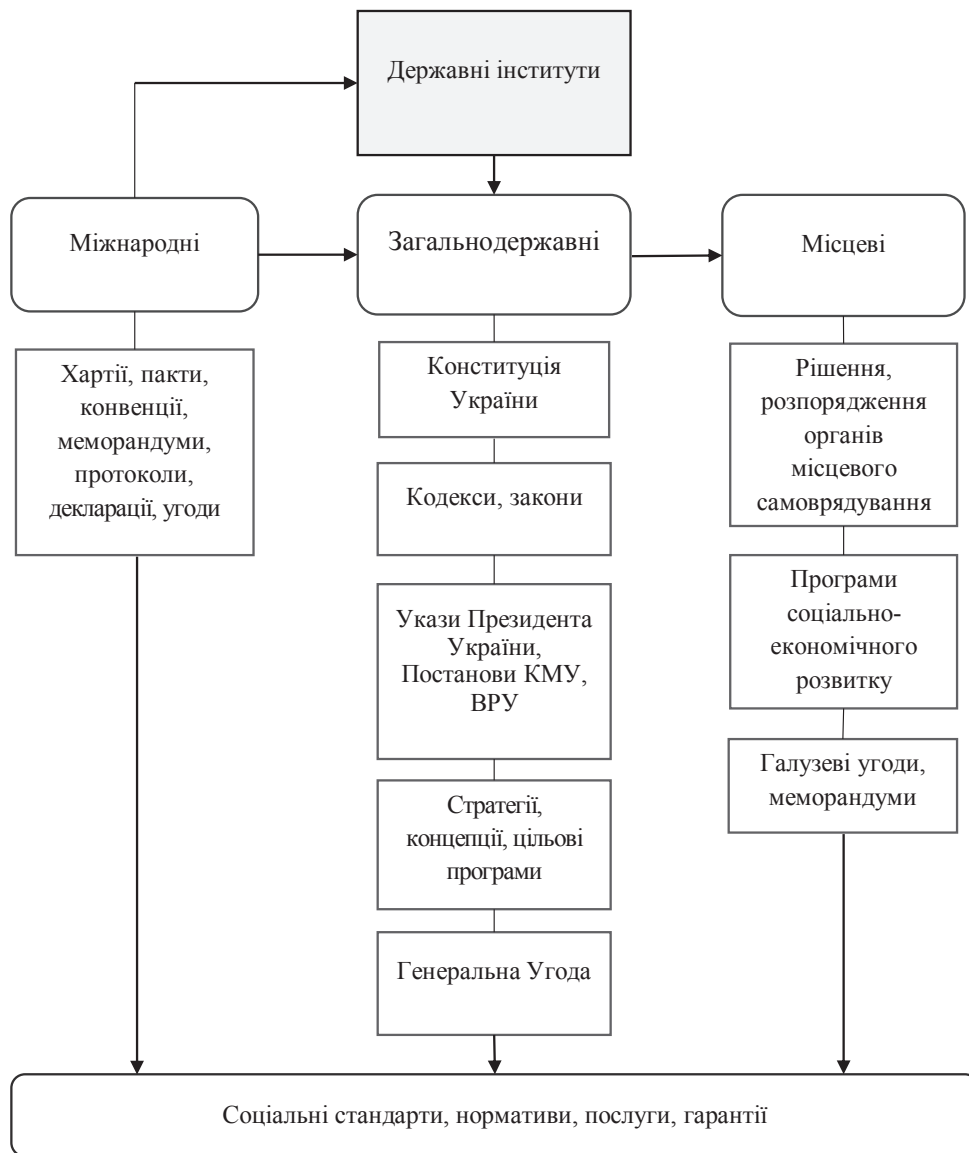 Державні інститути
Міжнародні
Загальнодержавні
Місцеві
Хартії, пакти,
конвенції,
меморандуми,
протоколи,
декларації, угоди
Конституція
України
Кодекси, закони
Укази Президента
України,
Постанови КМУ,
ВРУ
Стратегії,
концепції, цільові
програми
Генеральна Угода
Рішення,
розпорядження
органів
місцевого
самоврядування
Програми
соціально-
економічного
розвитку
Галузеві угоди,
меморандуми
Соціальні стандарти, нормативи, послуги, гарантії